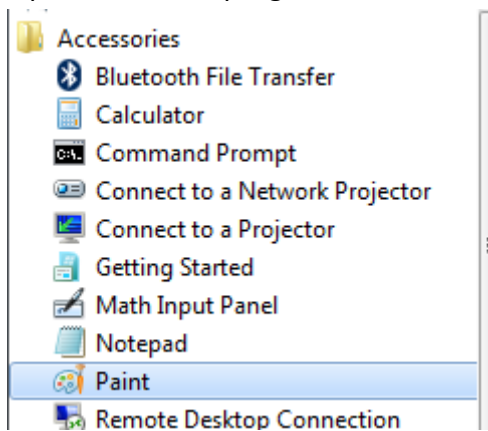 Accessories
Bluetooth File Transfer
Calculator
Command Prompt
Connect to a Network Projector
Connect to a Projector
Getting Started
Math Input Panel
Notepad
Paint
Remote Desktop Connection